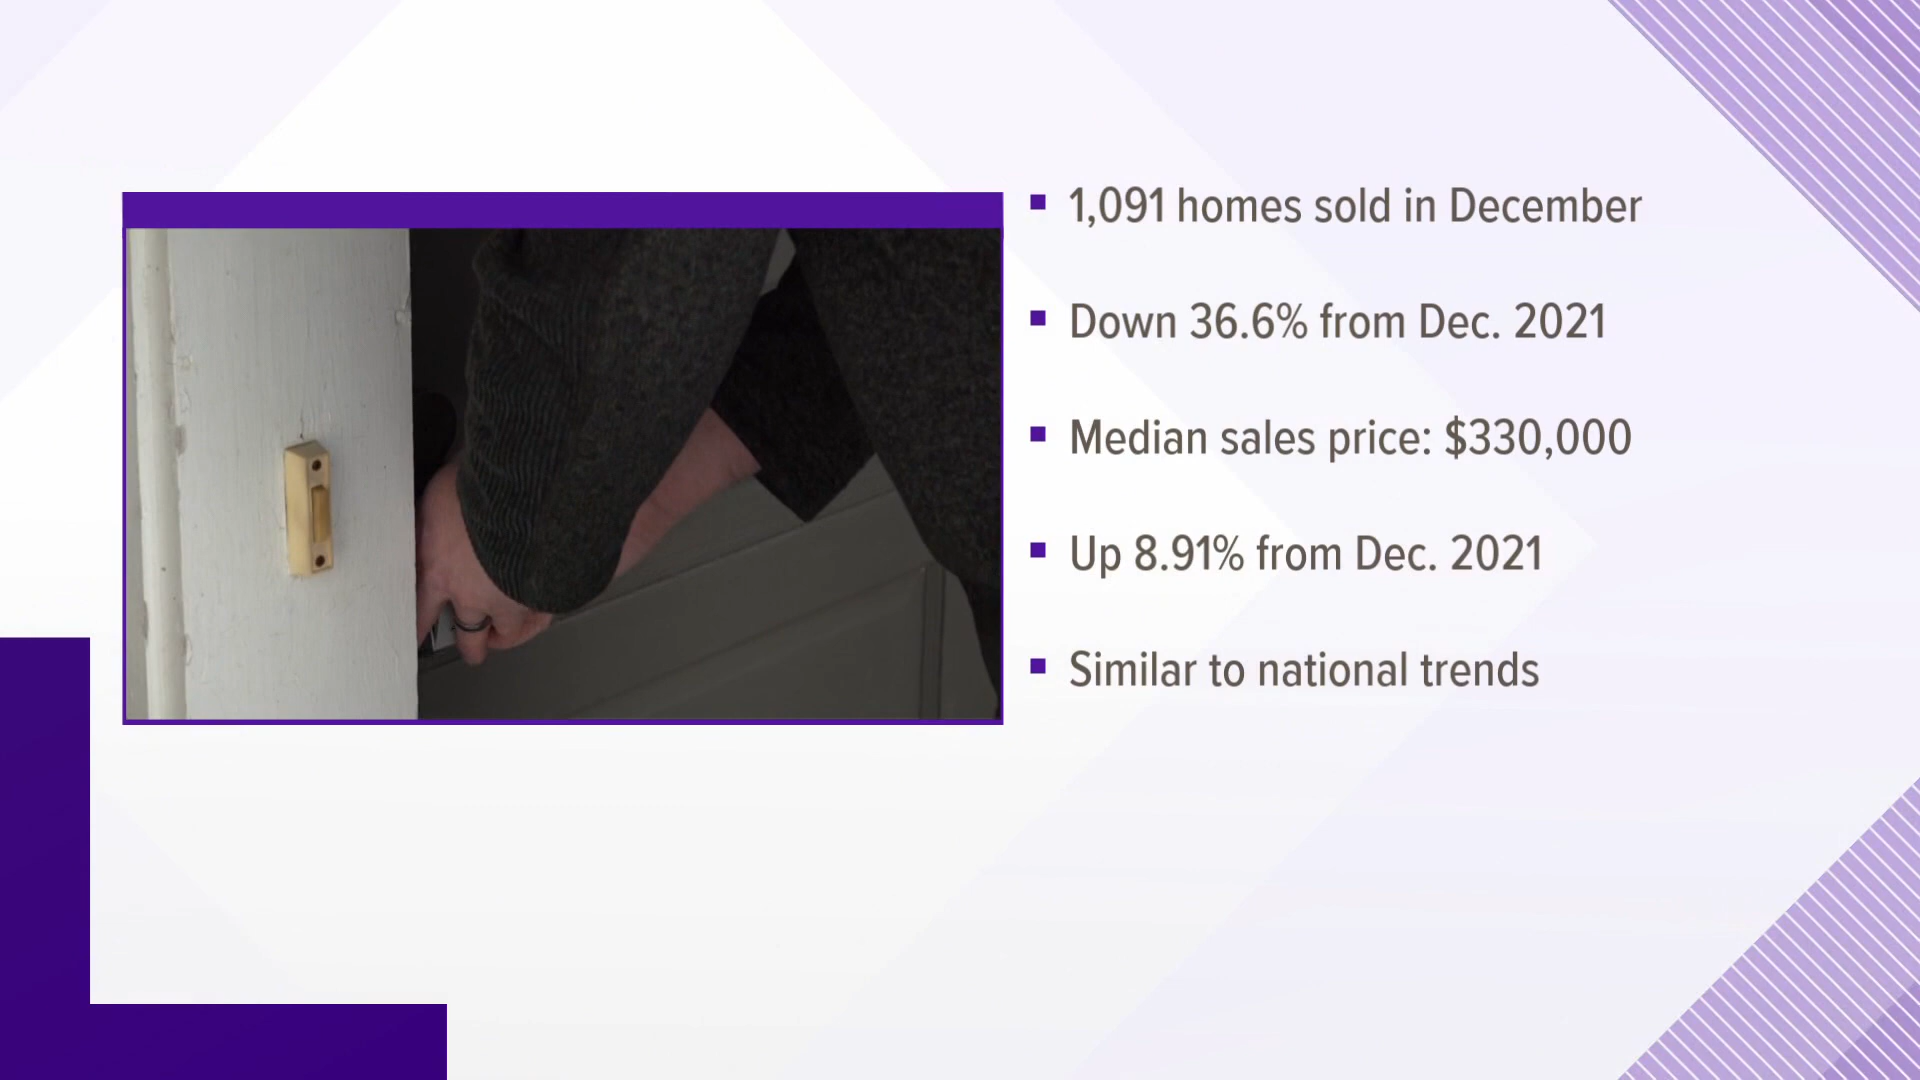 1,091 homes sold in December
Down 36.6% from Dec. 2021
Median sales price: $330,000
Up 8.91% from Dec. 2021
Similar to national trends